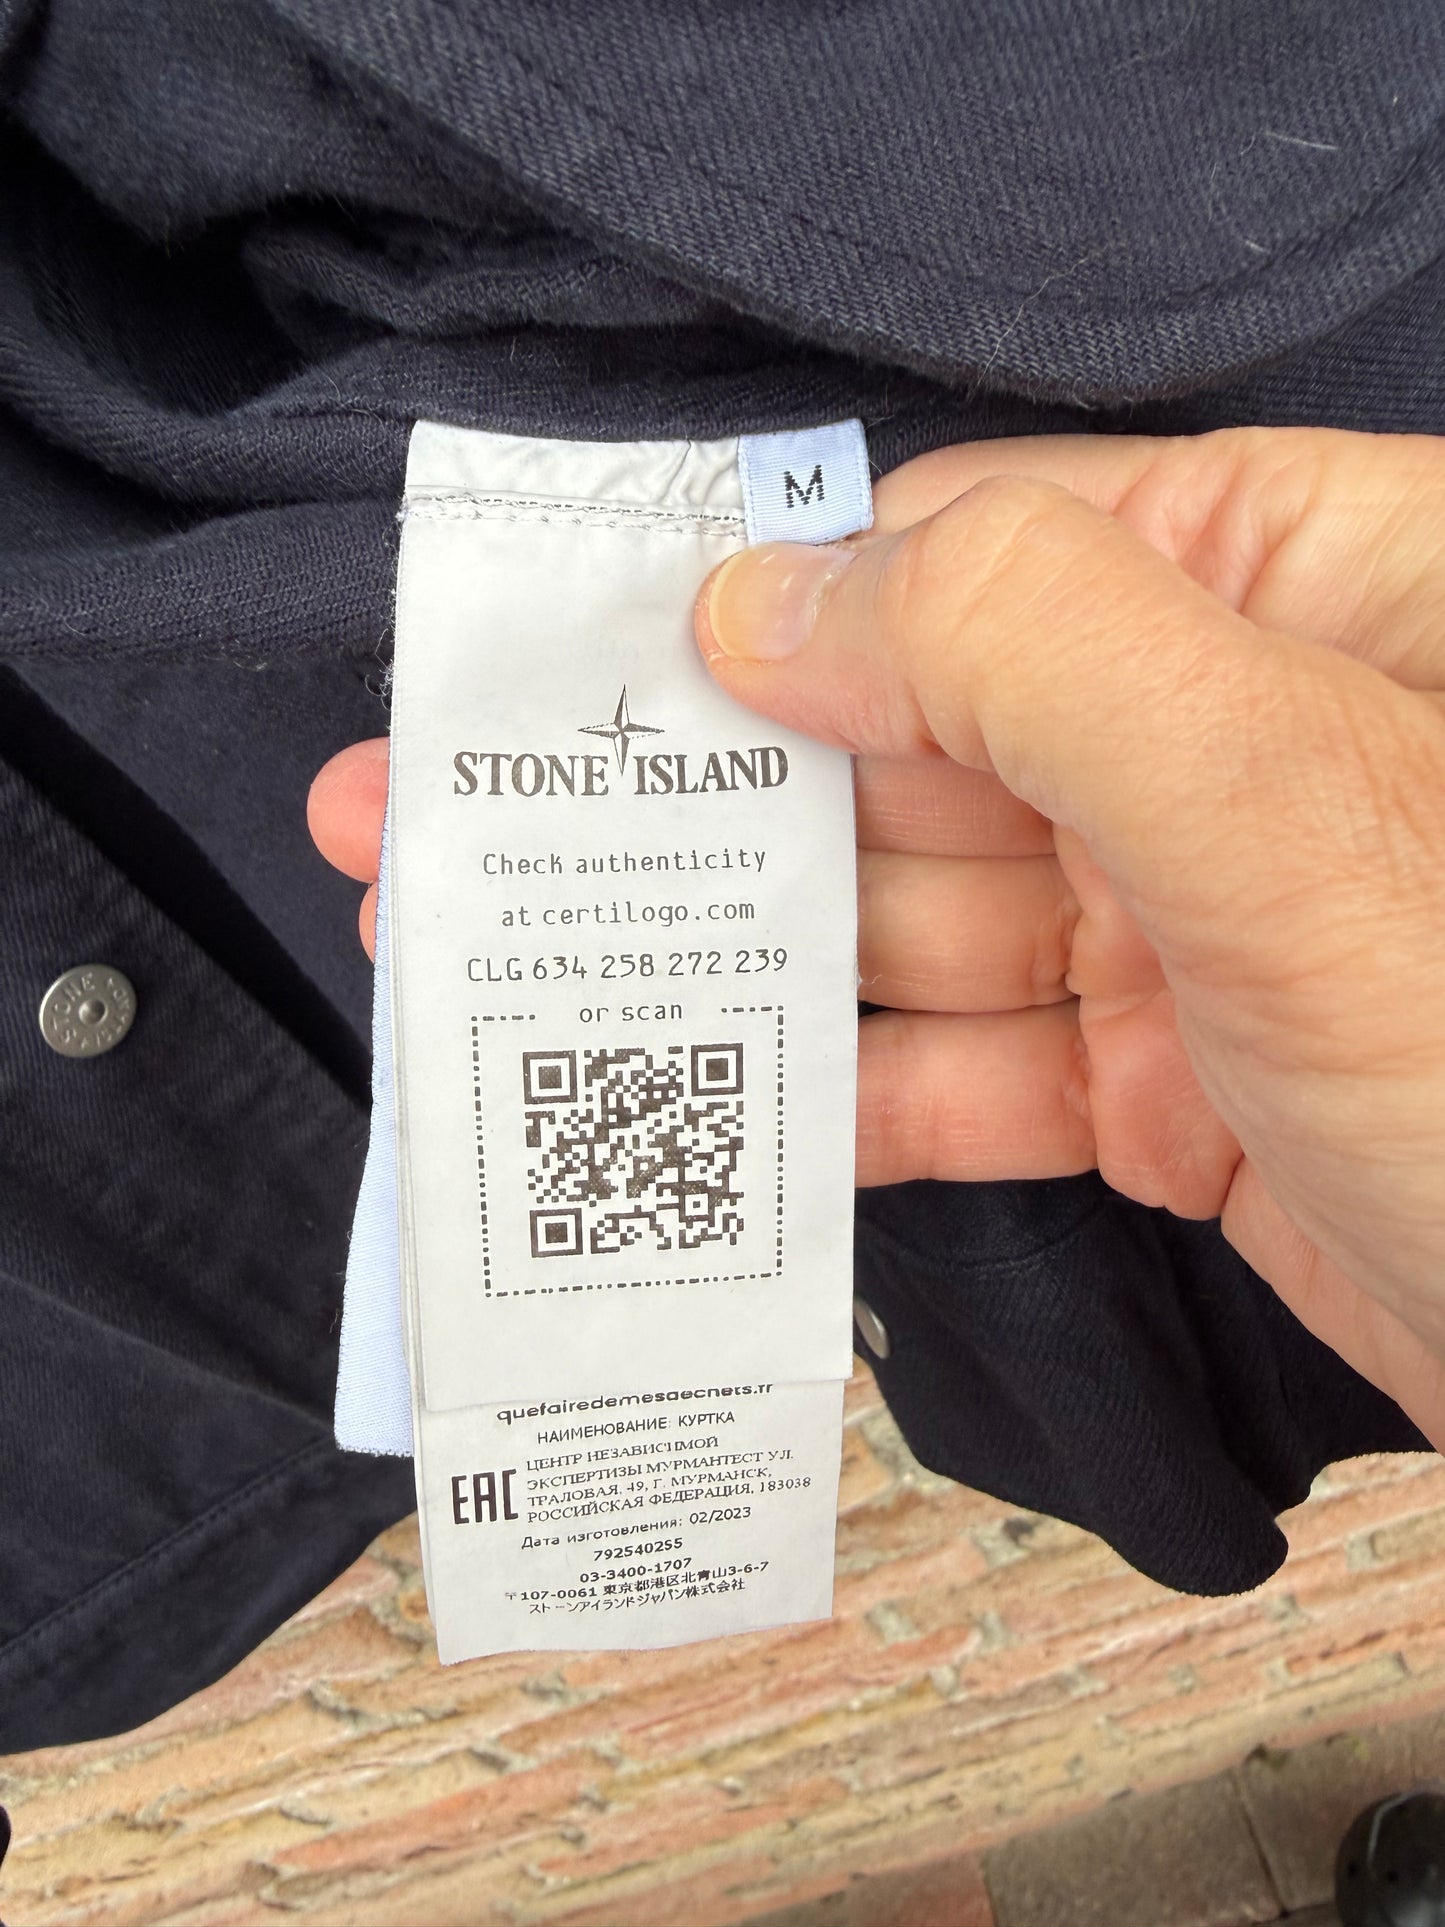 M
STONE ISLAND
Check authenticity
at certilogo.com
CLG 634 258 272 239
or scan
quefairedemesdechets.fr
НАИМЕНОВАНИЕ: КУРТКА
EAC
ЦЕНТР НЕЗАВИСИМОЙ
ЭКСПЕРТИЗЫ МУРМАНТЕСТ УЛ.
ТРАЛОВАЯ, 49, Г. МУРМАНСК,
РОССИЙСКАЯ ФЕДЕРАЦИЯ, 183038
Дата изготовления: 02/2023
792540255
03-3400-1707
〒107-0061 東京都港区北青山3-6-7
ストーンアイランドジャパン株式会社
STONE ISLAND